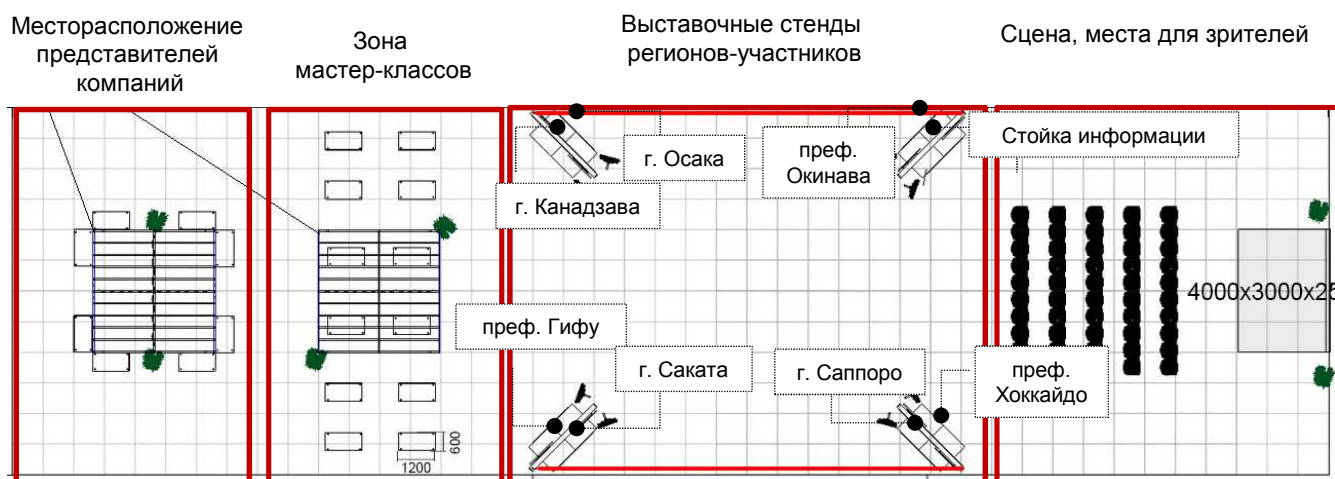 Месторасположение
представителей
компаний
Зона
мастер-классов
Выставочные стенды
регионов-участников
Сцена, места для зрителей
г. Осака
преф.
Окинава
Стойка информации
г. Канадзава
4000x3000x25
преф. Гифу
г. Саката
г. Саппоро
преф.
Хоккайдо
600
1200